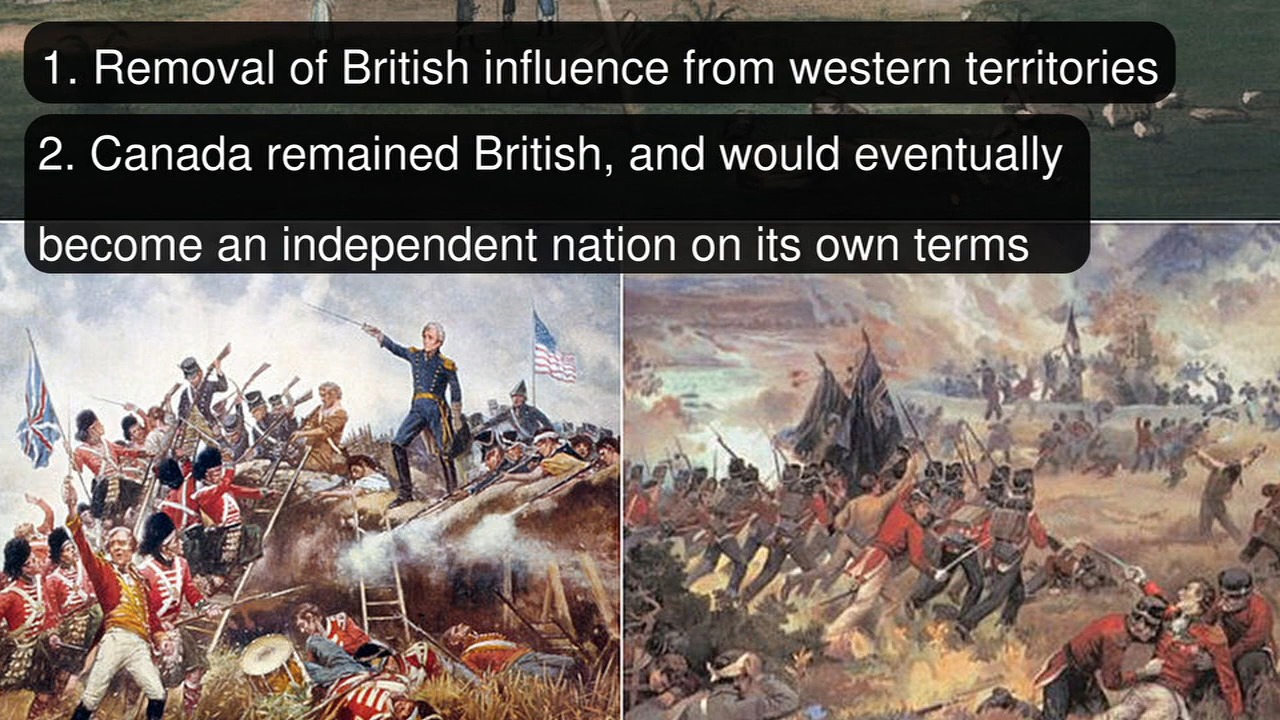 1. Removal of British influence from western territories
2. Canada remained British, and would eventually
become an independent nation on its own terms